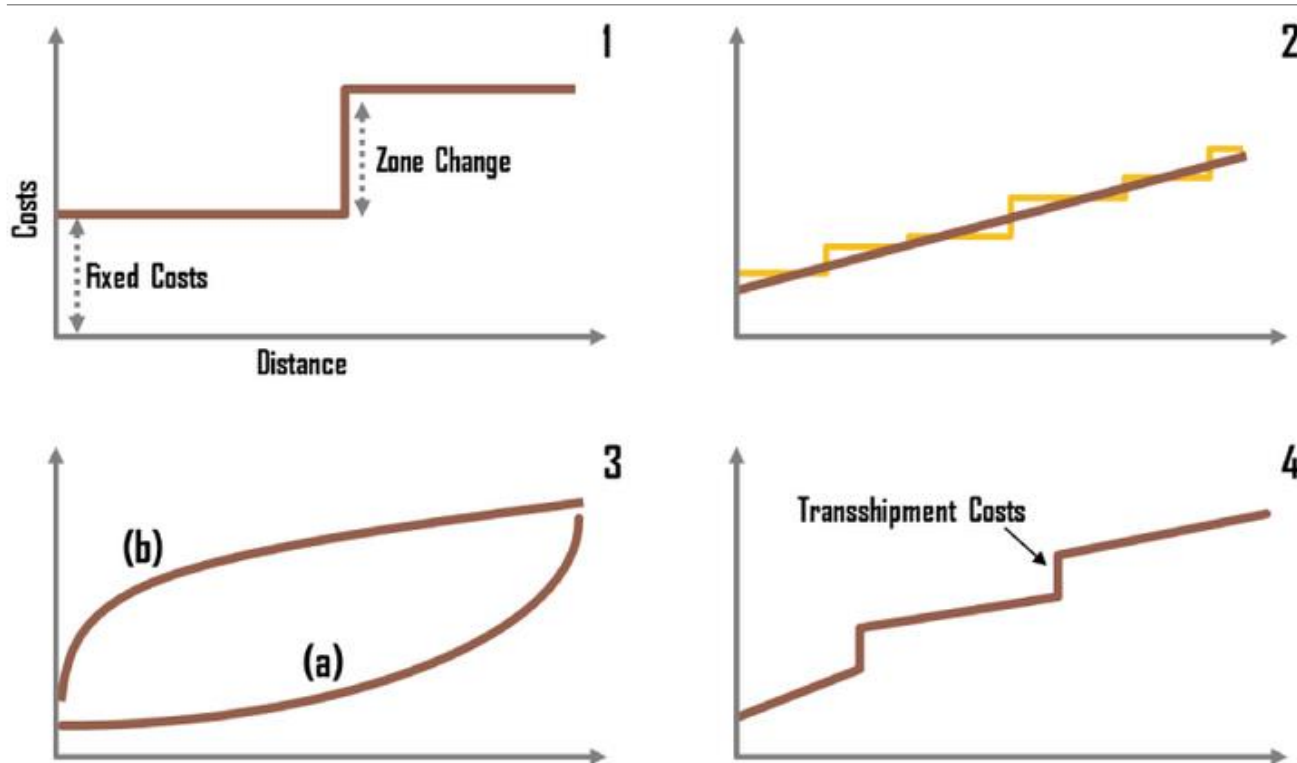 1
Costs
Zone Change
Fixed Costs
Distance
2
3
(b)
(a)
4
Transshipment Costs